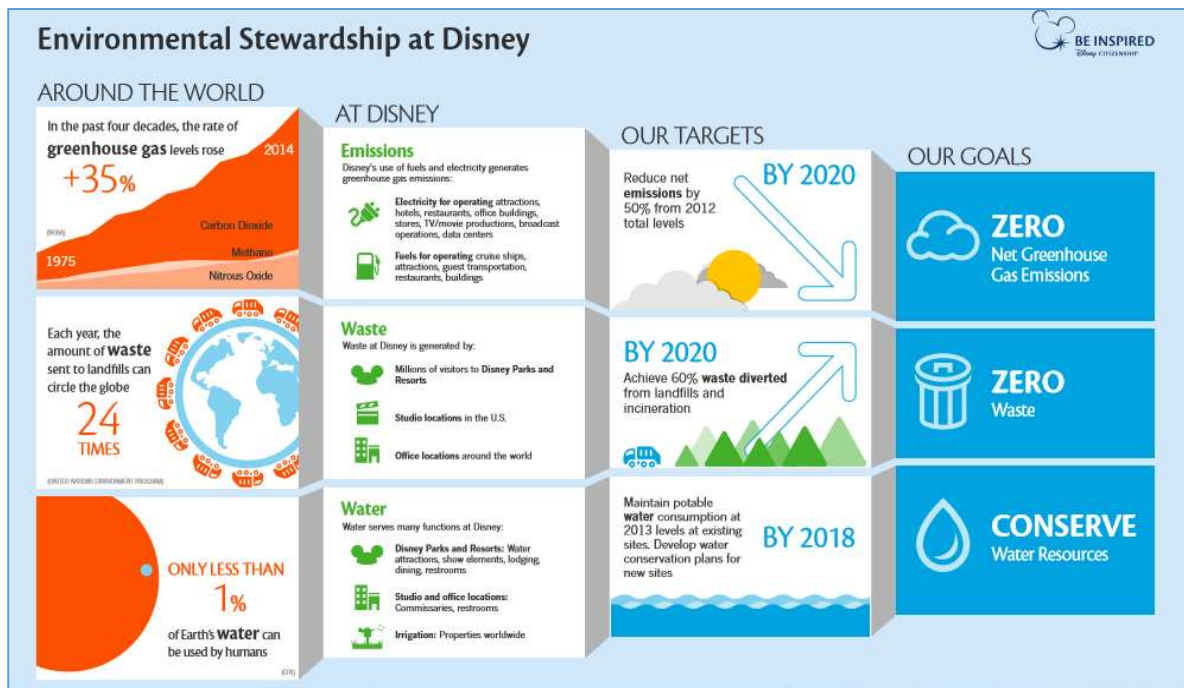 Environmental Stewardship at Disney
BE INSPIRED
Disney CITIZENSHIP
AROUND THE WORLD
In the past four decades, the rate of
greenhouse gas levels rose
+35%
2014
Carbon Dioxide
(NOAA)
Methane
1975
Nitrous Oxide
Each year, the
amount of waste
sent to landfills can
circle the globe
24
TIMES
(UNITED NATIONS ENVIRONMENT PROGRAM)
ONLY LESS THAN
1%
of Earth's water can
be used by humans
(EPA)
AT DISNEY
Emissions
Disney's use of fuels and electricity generates
greenhouse gas emissions:
Electricity for operating attractions,
hotels, restaurants, office buildings,
stores, TV/movie productions, broadcast
operations, data centers
Fuels for operating cruise ships,
attractions, guest transportation,
restaurants, buildings
Waste
Waste at Disney is generated by:
Millions of visitors to Disney Parks and
Resorts
Studio locations in the U.S.
Office locations around the world
Water
Water serves many functions at Disney:
Disney Parks and Resorts: Water
attractions, show elements, lodging,
dining, restrooms
Studio and office locations:
Commissaries, restrooms
Irrigation: Properties worldwide
OUR TARGETS
BY 2020
Reduce net
emissions by
50% from 2012
total levels
BY 2020
Achieve 60% waste diverted
from landfills and
incineration
Maintain potable
water consumption at
2013 levels at existing
sites. Develop water
conservation plans for
new sites
BY 2018
OUR GOALS
ZERO
Net Greenhouse
Gas Emissions
ZERO
Waste
CONSERVE
Water Resources